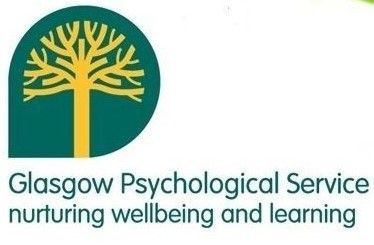 Glasgow Psychological Service
nurturing wellbeing and learning